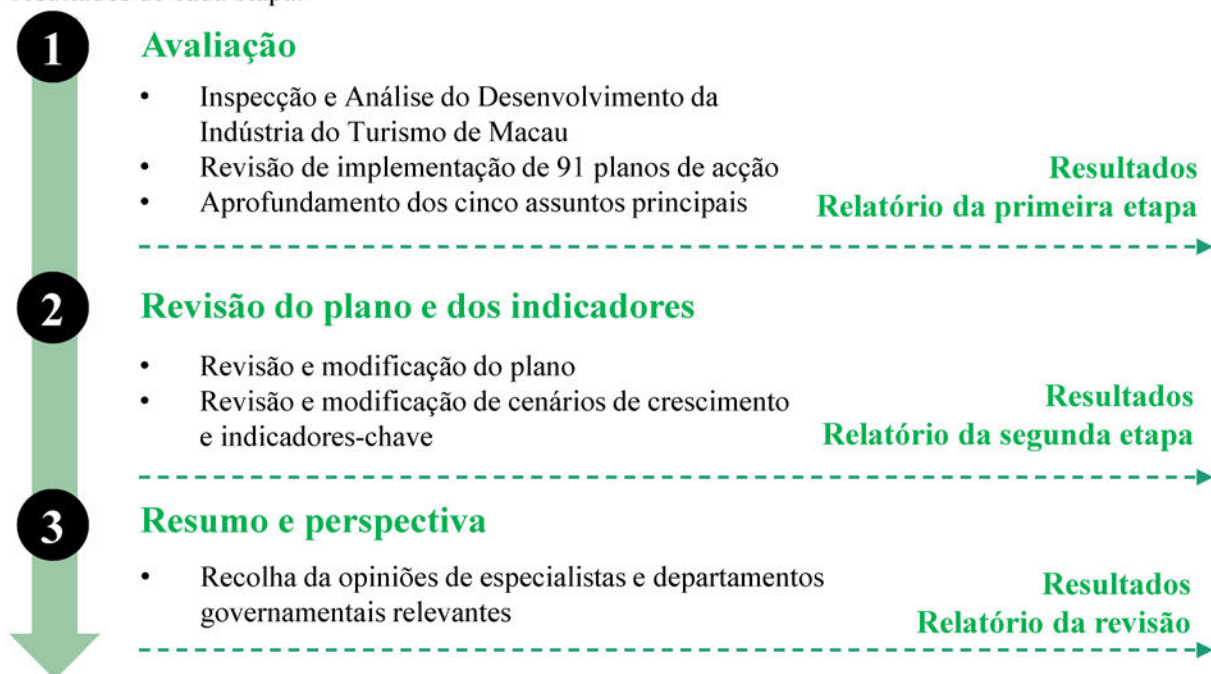 1
Avaliação
• Inspecção e Análise do Desenvolvimento da
Indústria do Turismo de Macau
• Revisão de implementação de 91 planos de acção
• Aprofundamento dos cinco assuntos principais
Resultados
Relatório da primeira etapa
2
Revisão do plano e dos indicadores
• Revisão e modificação do plano
• Revisão e modificação de cenários de crescimento
e indicadores-chave
Resultados
Relatório da segunda etapa
3
Resumo e perspectiva
• Recolha da opiniões de especialistas e departamentos
governamentais relevantes
Resultados
Relatório da revisão